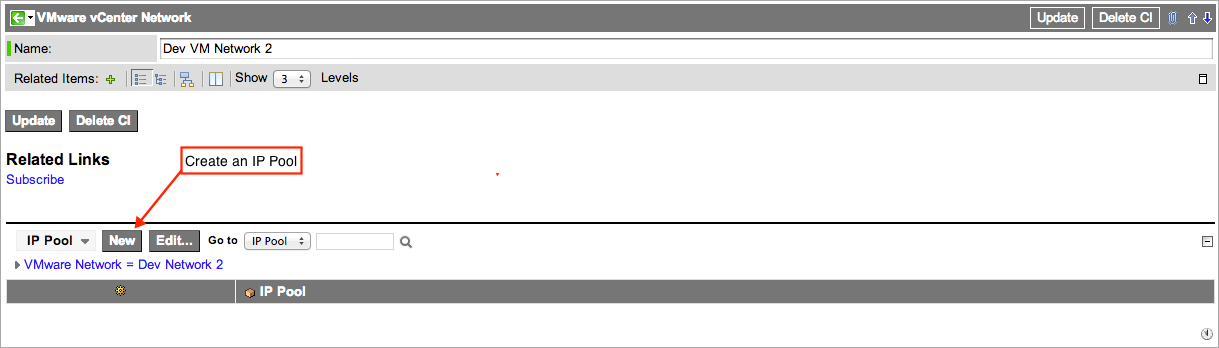 VMware vCenter Network Update Delete CI
Name: Dev VM Network 2
Related Items: Show 3 Levels
Update Delete CI
Related Links
Create an IP Pool
Subscribe
IP Pool New Edit... Go to IP Pool
VMware Network = Dev Network 2
IP Pool